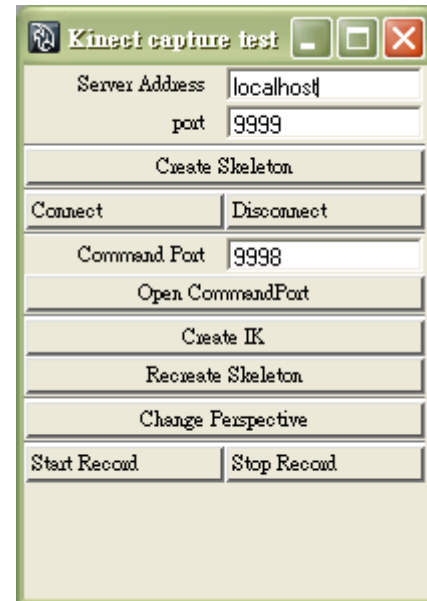 Kinect capture test
Server Address localhost
port 9999
Create Skeleton
Connect Disconnect
Command Port 9998
Open CommandPort
Create IK
Recreate Skeleton
Change Perspective
Start Record Stop Record